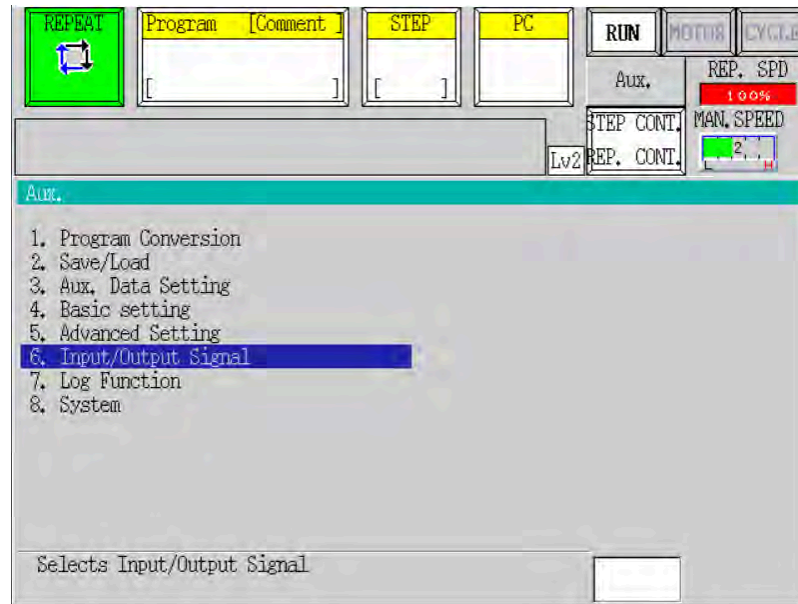 REPEAT
Program [Comment ]
[ ]
STEP
[ ]
PC
RUN
MOTOR
CYCLE
Aux.
REP. SPD
100%
STEP CONT.
REP. CONT.
MAN. SPEED
2
L H
Lv2
Aux.
1. Program Conversion
2. Save/Load
3. Aux. Data Setting
4. Basic setting
5. Advanced Setting
6. Input/Output Signal
7. Log Function
8. System
Selects Input/Output Signal